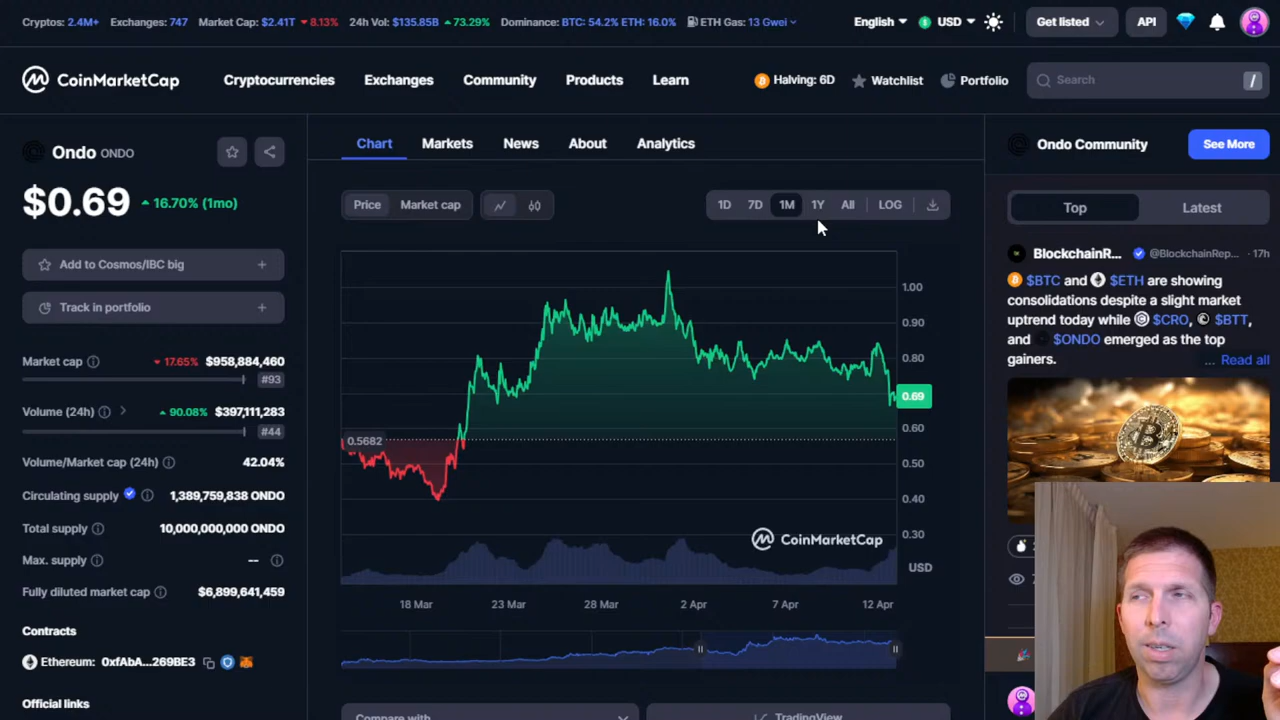 Cryptos: 2.4M+ Exchanges: 747 Market Cap: $2.41T 8.13% 24h Vol: $135.85B 73.29% Dominance: BTC: 54.2% ETH: 16.0% ETH Gas: 13 Gwei English USD Get listed API
CoinMarketCap Cryptocurrencies Exchanges Community Products Learn Halving: 6D Watchlist Portfolio Search /
Ondo ONDO
$0.69 16.70% (1mo)
Add to Cosmos/IBC big +
Track in portfolio +
Market cap 17.65% $958,884,460
#93
Volume (24h) 90.08% $397,111,283
#44
Volume/Market cap (24h) 42.04%
Circulating supply 1,389,759,838 ONDO
Total supply 10,000,000,000 ONDO
Max. supply --
Fully diluted market cap $6,899,641,459
Contracts
Ethereum: 0xfAbA...269BE3
Official links
Chart Markets News About Analytics
Price Market cap 1D 7D 1M 1Y All LOG
1.00
0.90
0.80
0.69
0.60
0.5682
0.50
0.40
0.30
CoinMarketCap
USD
18 Mar 23 Mar 28 Mar 2 Apr 7 Apr 12 Apr
Compare with TradingView
Ondo Community See More
Top Latest
BlockchainR... @BlockchainRep... · 17h
$BTC and $ETH are showing
consolidations despite a slight market
uptrend today while $CRO, $BTT,
and $ONDO emerged as the top
gainers. ... Read all